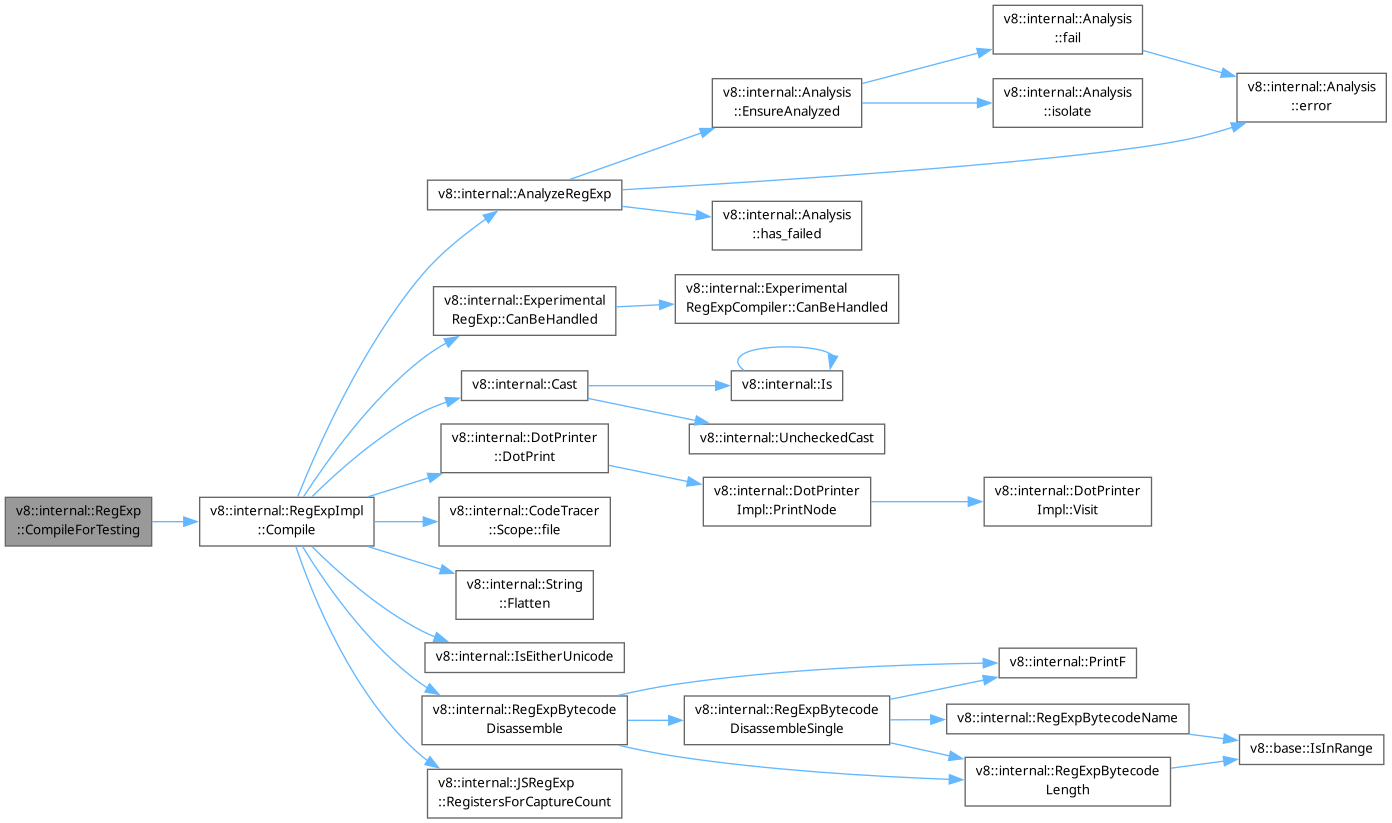 v8::internal::RegExp
::CompileForTesting
v8::internal::RegExpImpl
::Compile
v8::internal::AnalyzeRegExp
v8::internal::Analysis
::EnsureAnalyzed
v8::internal::Analysis
::fail
v8::internal::Analysis
::error
v8::internal::Analysis
::isolate
v8::internal::Analysis
::has_failed
v8::internal::Experimental
RegExp::CanBeHandled
v8::internal::Experimental
RegExpCompiler::CanBeHandled
v8::internal::Cast
v8::internal::Is
v8::internal::UncheckedCast
v8::internal::DotPrinter
::DotPrint
v8::internal::DotPrinter
Impl::PrintNode
v8::internal::DotPrinter
Impl::Visit
v8::internal::CodeTracer
::Scope::file
v8::internal::String
::Flatten
v8::internal::IsEitherUnicode
v8::internal::RegExpBytecode
Disassemble
v8::internal::PrintF
v8::internal::RegExpBytecode
DisassembleSingle
v8::internal::RegExpBytecodeName
v8::base::IsInRange
v8::internal::RegExpBytecode
Length
v8::internal::JSRegExp
::RegistersForCaptureCount